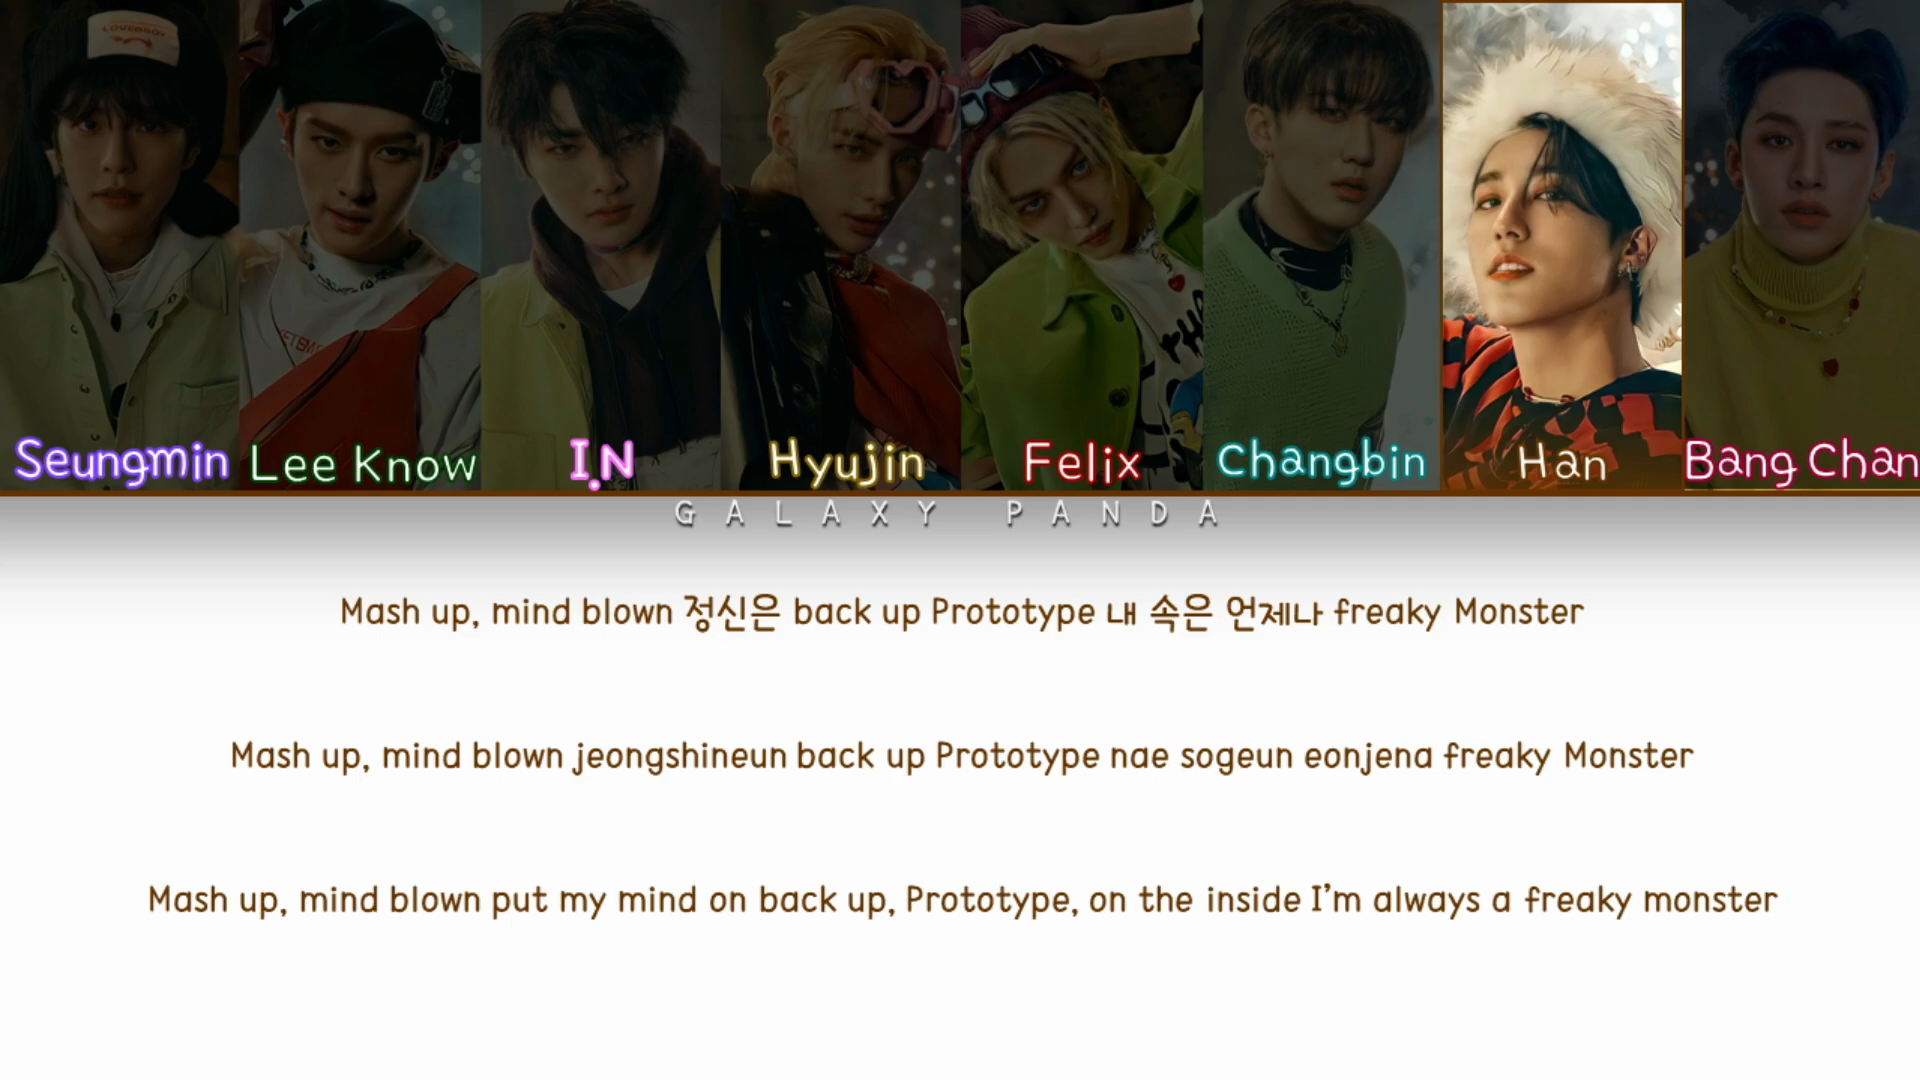 LOVERBOY
Seungmin Lee Know I.N Hyujin Felix Changbin Han Bang Chan
GALAXY PANDA
Mash up, mind blown 정신은 back up Prototype 내 속은 언제나 freaky Monster
Mash up, mind blown jeongshineun back up Prototype nae sogeun eonjena freaky Monster
Mash up, mind blown put my mind on back up, Prototype, on the inside I'm always a freaky monster